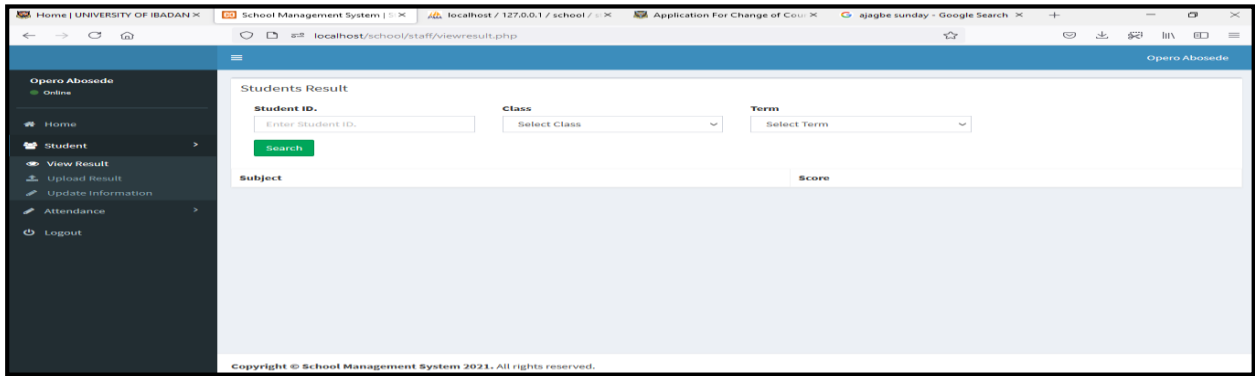 Home | UNIVERSITY OF IBADAN
School Management System | S
localhost / 127.0.0.1 / school / s
Application For Change of Cou
ajagbe sunday - Google Search
localhost/school/staff/viewresult.php
Opero Abosede
Opero Abosede
Online
Home
Student
View Result
Upload Result
Update Information
Attendance
Logout
Students Result
Student ID. Class Term
Enter Student ID. Select Class Select Term
Search
Subject Score
Copyright © School Management System 2021. All rights reserved.